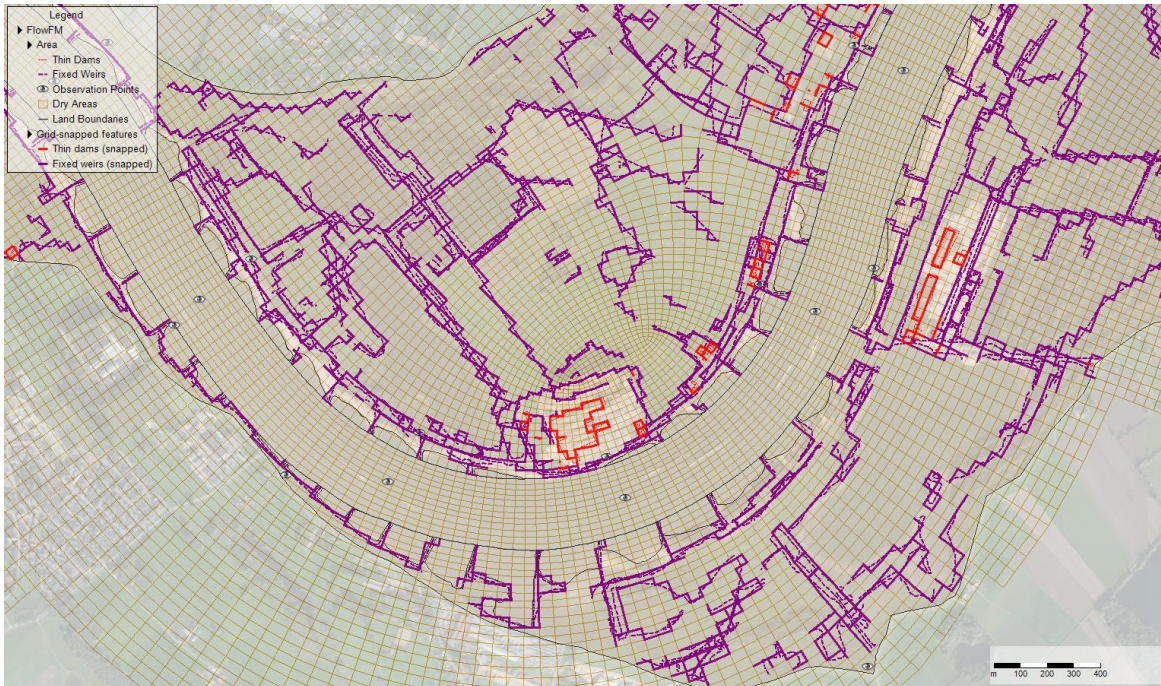 Legend
FlowFM
Area
Thin Dams
Fixed Weirs
Observation Points
Dry Areas
Land Boundaries
Grid-snapped features
Thin dams (snapped)
Fixed weirs (snapped)
m 100 200 300 400